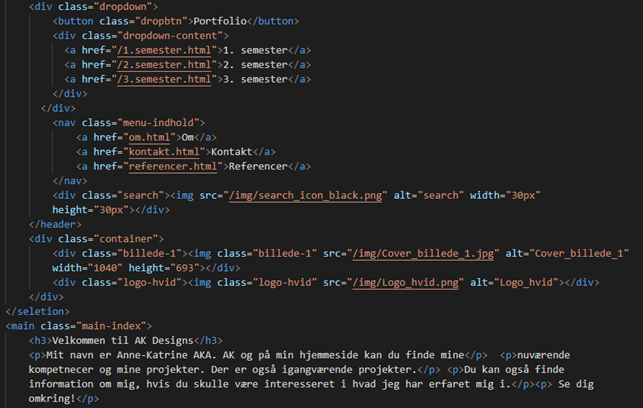 <div class="dropdown">
<button class="dropbtn">Portfolio</button>
<div class="dropdown-content">
<a href="/1.semester.html">1. semester</a>
<a href="/2.semester.html">2. semester</a>
<a href="/3.semester.html">3. semester</a>
</div>
</div>
<nav class="menu-indhold">
<a href="om.html">Om</a>
<a href="kontakt.html">Kontakt</a>
<a href="referencer.html">Referencer</a>
</nav>
<div class="search"><img src="/img/search_icon_black.png" alt="search" width="30px"
height="30px"></div>
</header>
<div class="container">
<div class="billede-1"><img class="billede-1" src="/img/Cover_billede_1.jpg" alt="Cover_billede_1"
width="1040" height="693"></div>
<div class="logo-hvid"><img class="logo-hvid" src="/img/Logo_hvid.png" alt="Logo_hvid"></div>
</div>
</seletion>
<main class="main-index">
<h3>Velkommen til AK Designs</h3>
<p>Mit navn er Anne-Katrine AKA. AK og på min hjemmeside kan du finde mine</p> <p>nuværende
kompetnecer og mine projekter. Der er også igangværende projekter.</p> <p>Du kan også finde
information om mig, hvis du skulle være interesseret i hvad jeg har erfaret mig i.</p><p> Se dig
omkring!</p>